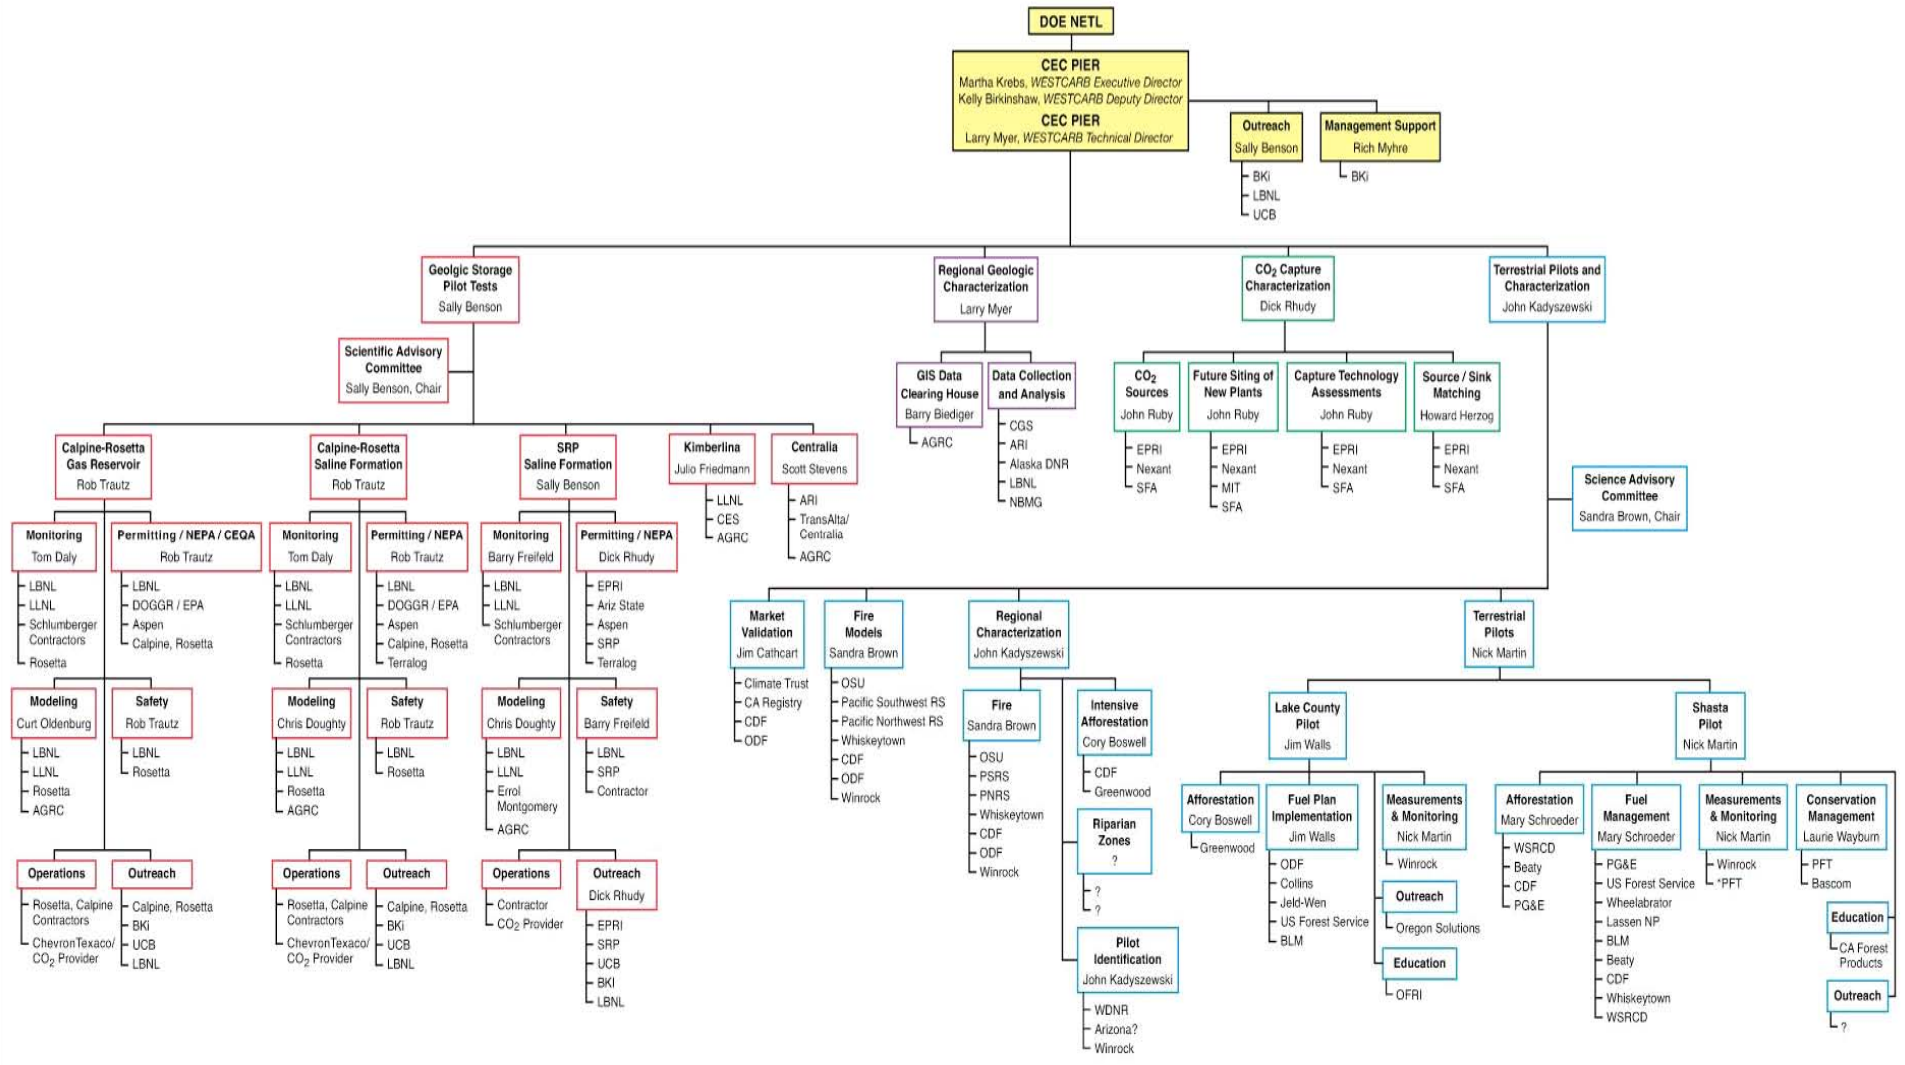 DOE NETL
CEC PIER
Martha Krebs, WESTCARB Executive Director
Kelly Birkinshaw, WESTCARB Deputy Director
CEC PIER
Larry Myer, WESTCARB Technical Director
Outreach
Sally Benson
BKi
LBNL
UCB
Management Support
Rich Myhre
BKi
Geolgic Storage
Pilot Tests
Sally Benson
Scientific Advisory
Committee
Sally Benson, Chair
Calpine-Rosetta
Gas Reservoir
Rob Trautz
Monitoring
Tom Daly
LBNL
LLNL
Schlumberger
Contractors
Rosetta
Permitting / NEPA / CEQA
Rob Trautz
LBNL
DOGGR / EPA
Aspen
Calpine, Rosetta
Modeling
Curt Oldenburg
LBNL
LLNL
Rosetta
AGRC
Safety
Rob Trautz
LBNL
Rosetta
Operations
Rosetta, Calpine
Contractors
ChevronTexaco/
CO2 Provider
Outreach
Calpine, Rosetta
BKi
UCB
LBNL
Calpine-Rosetta
Saline Formation
Rob Trautz
Monitoring
Tom Daly
LBNL
LLNL
Schlumberger
Contractors
Rosetta
Permitting / NEPA
Rob Trautz
LBNL
DOGGR / EPA
Aspen
Calpine, Rosetta
Terralog
Modeling
Chris Doughty
LBNL
LLNL
Rosetta
AGRC
Safety
Rob Trautz
LBNL
Rosetta
Operations
Rosetta, Calpine
Contractors
ChevronTexaco/
CO2 Provider
Outreach
Calpine, Rosetta
BKi
UCB
LBNL
SRP
Saline Formation
Sally Benson
Monitoring
Barry Freifeld
LBNL
LLNL
Schlumberger
Contractors
Permitting / NEPA
Dick Rhudy
EPRI
Ariz State
Aspen
SRP
Terralog
Modeling
Chris Doughty
LBNL
LLNL
Errol
Montgomery
AGRC
Safety
Barry Freifeld
LBNL
SRP
Contractor
Operations
Contractor
CO2 Provider
Outreach
Dick Rhudy
EPRI
SRP
UCB
BKI
LBNL
Kimberlina
Julio Friedmann
LLNL
CES
AGRC
Centralia
Scott Stevens
ARI
TransAlta/
Centralia
AGRC
Regional Geologic
Characterization
Larry Myer
GIS Data
Clearing House
Barry Biediger
AGRC
Data Collection
and Analysis
CGS
ARI
Alaska DNR
LBNL
NBMG
CO2 Capture
Characterization
Dick Rhudy
CO2
Sources
John Ruby
EPRI
Nexant
SFA
Future Siting of
New Plants
John Ruby
EPRI
Nexant
MIT
SFA
Capture Technology
Assessments
John Ruby
EPRI
Nexant
SFA
Source / Sink
Matching
Howard Herzog
EPRI
Nexant
SFA
Terrestrial Pilots and
Characterization
John Kadyszewski
Science Advisory
Committee
Sandra Brown, Chair
Market
Validation
Jim Cathcart
Climate Trust
CA Registry
CDF
ODF
Fire
Models
Sandra Brown
OSU
Pacific Southwest RS
Pacific Northwest RS
Whiskeytown
CDF
ODF
Winrock
Regional
Characterization
John Kadyszewski
Fire
Sandra Brown
OSU
PSRS
PNRS
Whiskeytown
CDF
ODF
Winrock
Intensive
Afforestation
Cory Boswell
CDF
Greenwood
Riparian
Zones
?
?
?
Pilot
Identification
John Kadyszewski
WDNR
Arizona?
Winrock
Terrestrial
Pilots
Nick Martin
Lake County
Pilot
Jim Walls
Afforestation
Cory Boswell
Greenwood
Fuel Plan
Implementation
Jim Walls
ODF
Collins
Jeld-Wen
US Forest Service
BLM
Measurements
& Monitoring
Nick Martin
Winrock
Outreach
Oregon Solutions
Education
OFRI
Shasta
Pilot
Nick Martin
Afforestation
Mary Schroeder
WSRCD
Beaty
CDF
PG&E
Fuel
Management
Mary Schroeder
PG&E
US Forest Service
Wheelabrator
Lassen NP
BLM
Beaty
CDF
Whiskeytown
WSRCD
Measurements
& Monitoring
Nick Martin
Winrock
*PFT
Conservation
Management
Laurie Wayburn
PFT
Bascom
Education
CA Forest
Products
Outreach
?